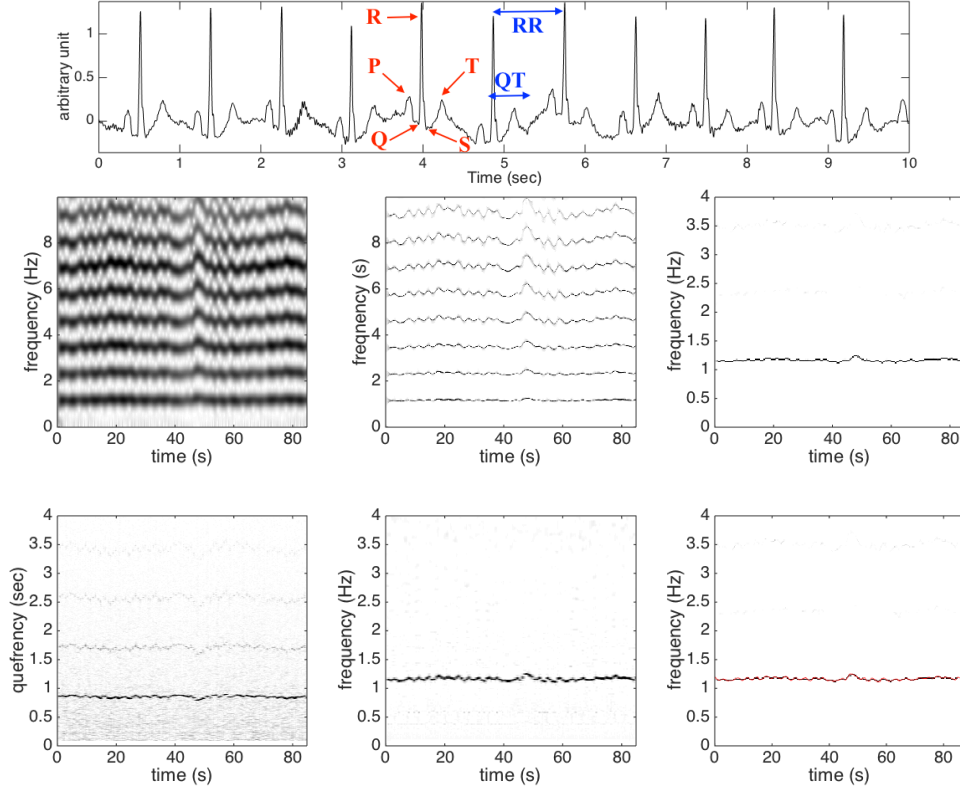 arbitrary unit
1
0.5
0
R
P
T
Q
S
RR
QT
0 1 2 3 4 5 6 7 8 9 10
Time (sec)
frequency (Hz)
8
6
4
2
0
0 20 40 60 80
time (s)
freqnency (s)
8
6
4
2
0
0 20 40 60 80
time (s)
frequency (Hz)
4
3.5
3
2.5
2
1.5
1
0.5
0
0 20 40 60 80
time (s)
quefrency (sec)
4
3.5
3
2.5
2
1.5
1
0.5
0
0 20 40 60 80
time (s)
frequency (Hz)
4
3.5
3
2.5
2
1.5
1
0.5
0
0 20 40 60 80
time (s)
frequency (Hz)
4
3.5
3
2.5
2
1.5
1
0.5
0
0 20 40 60 80
time (s)